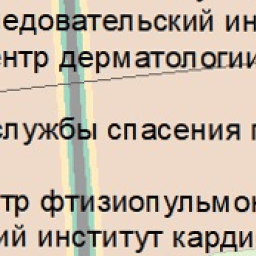 едовательский ин
ентр дерматологии
службы спасения г
тр фтизиопульмон
ий институт карди